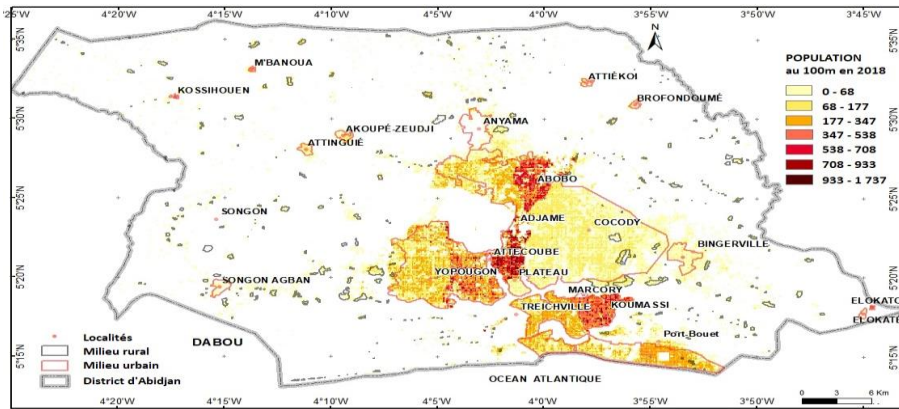 4°25'W 4°20'W 4°15'W 4°10'W 4°5'W 4°0'W 3°55'W 3°50'W 3°45'W
5°35'N 5°35'N
N
M'BANOUA
KOSSIHOUEN
ATTIÉKOI
BROFONDOUMÉ
5°30'N 5°30'N
AKOUPÉ-ZEUDJI
ANYAMA
ATTINGUIÉ
ABOBO
5°25'N 5°25'N
SONGON
ADJAME
COCODY
BINGERVILLE
ATTECOUBE
YOPOUGON
PLATEAU
5°20'N 5°20'N
SONGON AGBAN
MARCORY
TREICHVILLE
KOUMASSI
ELOKATO
ELOKATE
Port-Bouet
DABOU
5°15'N 5°15'N
OCEAN ATLANTIQUE
POPULATION
au 100m en 2018
0 - 68
68 - 177
177 - 347
347 - 538
538 - 708
708 - 933
933 - 1 737
Localités
Milieu rural
Milieu urbain
District d'Abidjan
0 3 6 Km
4°20'W 4°15'W 4°10'W 4°5'W 4°0'W 3°55'W 3°50'W